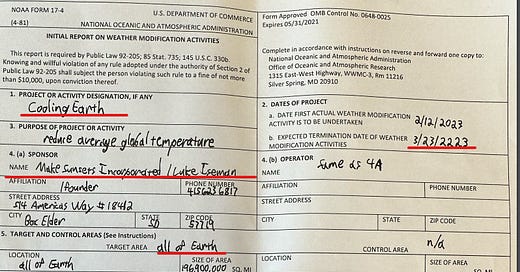 NOAA FORM 17-4
(4-81)
U.S. DEPARTMENT OF COMMERCE
NATIONAL OCEANIC AND ATMOSPHERIC ADMINISTRATION
INITIAL REPORT ON WEATHER MODIFICATION ACTIVITIES
This report is required by Public Law 92-205; 85 Stat. 735; 145 U.S.C. 330b.
Knowing and willful violation of any rule adopted under the authority of Section 2 of
Public Law 92-205 shall subject the person violating such rule to a fine of not more
than $10,000, upon conviction thereof.
Form Approved OMB Control No. 0648-0025
Expires 05/31/2021
Complete in accordance with instructions on reverse and forward one copy to:
National Oceanic and Atmospheric Administration
Office of Oceanic and Atmospheric Research
1315 East-West Highway, WWMC-3, Rm 11216
Silver Spring, MD 20910
1. PROJECT OR ACTIVITY DESIGNATION, IF ANY
Cooling Earth
2. DATES OF PROJECT
a. DATE FIRST ACTUAL WEATHER MODIFICATION
ACTIVITY IS TO BE UNDERTAKEN
2/12/2023
b. EXPECTED TERMINATION DATE OF WEATHER
MODIFICATION ACTIVITIES
3/23/2223
3. PURPOSE OF PROJECT OR ACTIVITY
reduce average global temperature
4. (a) SPONSOR
NAME Make Sunsets Incorporated / Luke Iseman
AFFILIATION
founder
PHONE NUMBER
4156236817
STREET ADDRESS
514 Americas Way #18412
CITY
Box Elder
STATE
SD
ZIP CODE
57719
4. (b) OPERATOR
NAME
same as 4A
AFFILIATION
PHONE NUMBER
STREET ADDRESS
CITY
STATE
ZIP CODE
5. TARGET AND CONTROL AREAS (See Instructions)
TARGET AREA
all of Earth
CONTROL AREA
n/a
LOCATION
all of Earth
SIZE OF AREA
196,900,000 SQ. MI
LOCATION
SIZE OF AREA